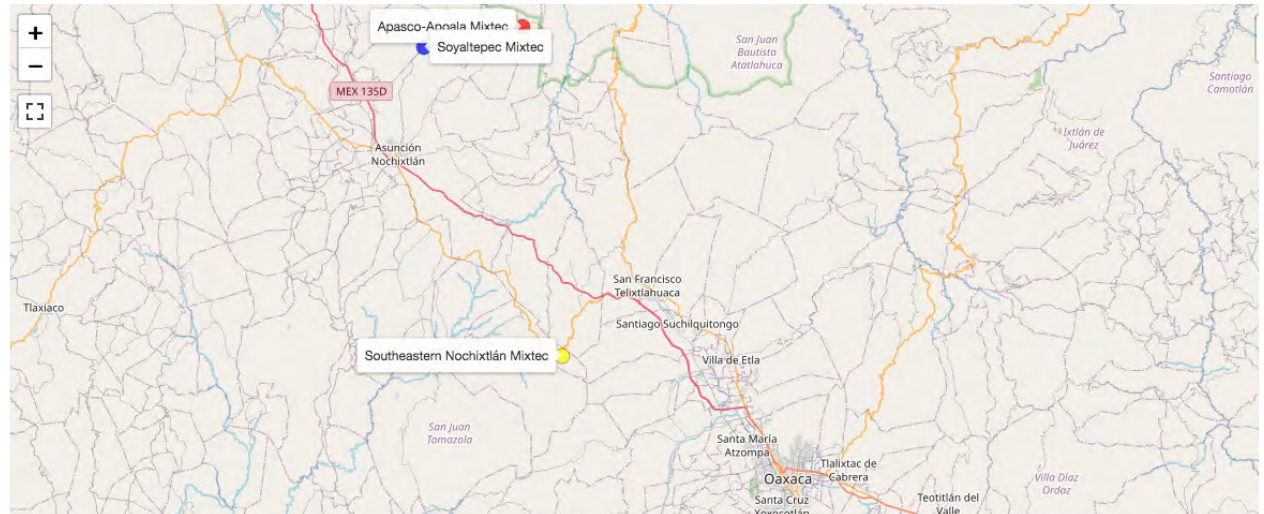 +
−
Apasco-Apoala Mixtec
Soyaltepec Mixtec
San Juan
Bautista
Atatlahuca
Santiago
Camotlán
MEX 135D
Ixtlán de
Juárez
Asunción
Nochixtlán
San Francisco
Telixtlahuaca
Tlaxiaco
Santiago Suchilquitongo
Southeastern Nochixtlán Mixtec
Villa de Etla
San Juan
Tamazola
Santa María
Atzompa
Tlalixtac de
Cabrera
Oaxaca
Villa Díaz
Ordaz
Santa Cruz
Xoxocotlán
Teotitlán del
Valle